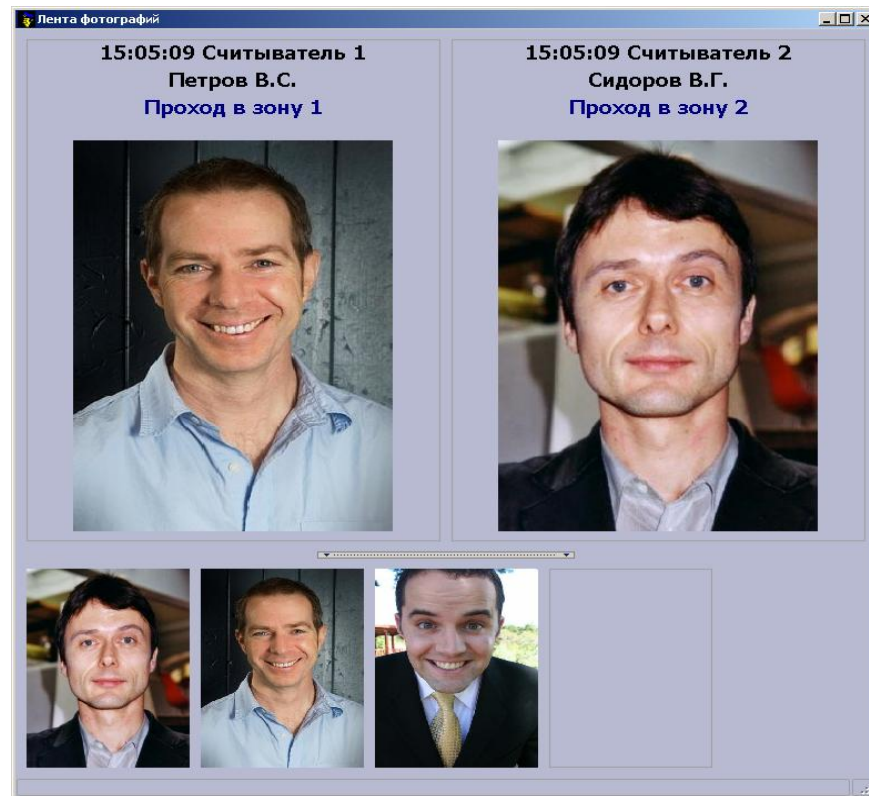 Лента фотографий
15:05:09 Считыватель 1
Петров В.С.
Проход в зону 1
15:05:09 Считыватель 2
Сидоров В.Г.
Проход в зону 2